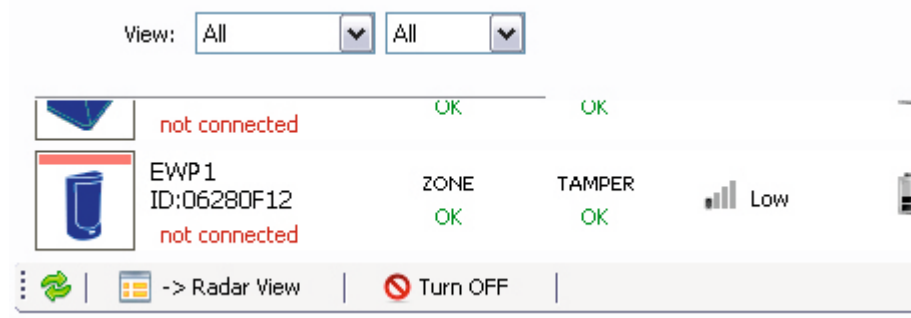 View: All All
OK OK
not connected
EWP1
ID:06280F12 ZONE TAMPER Low
OK OK
not connected
-> Radar View Turn OFF